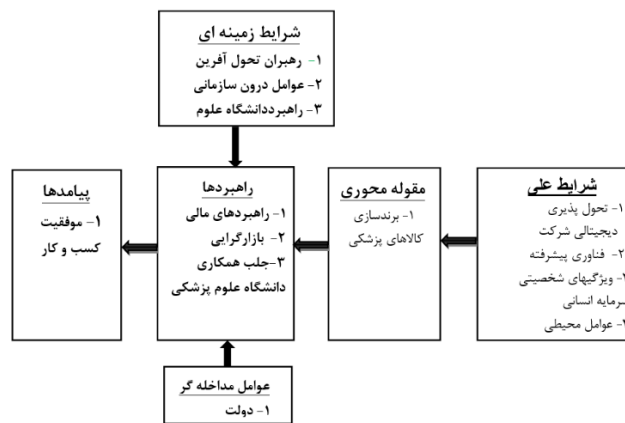 شرایط زمینه ای
۱- رهبران تحول آفرین
۲- عوامل درون سازمانی
۳- راهبرددانشگاه علوم
شرایط علی
۱- تحول پذیری
دیجیتالی شرکت
۲- فناوری پیشرفته
۲- ویژگیهای شخصیتی
سرمایه انسانی
۲- عوامل محیطی
مقوله محوری
۱- برندسازی
کالاهای پزشکی
راهبردها
۱- راهبردهای مالی
۲- بازارگرایی
۳-جلب همکاری
دانشگاه علوم پزشکی
پیامدها
۱- موفقیت
کسب و کار
عوامل مداخله گر
۱- دولت